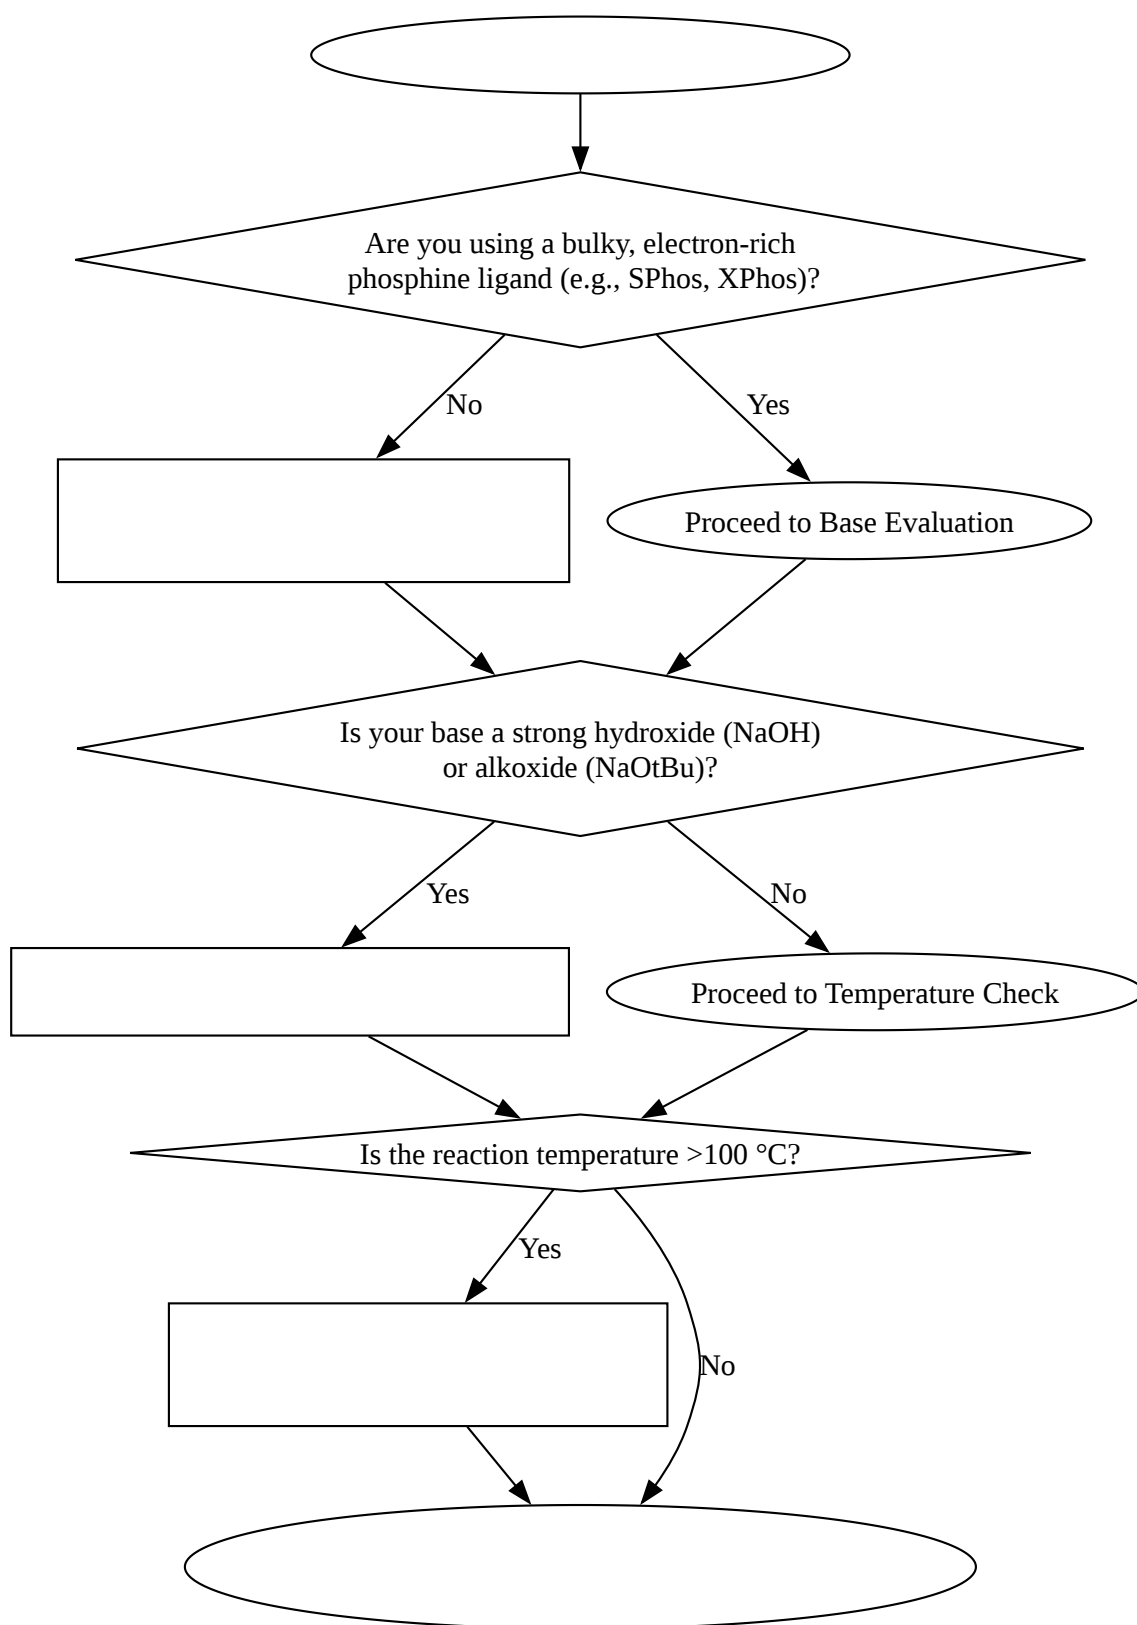 Are you using a bulky, electron-rich
phosphine ligand (e.g., SPhos, XPhos)?
No
Yes
Proceed to Base Evaluation
Is your base a strong hydroxide (NaOH)
or alkoxide (NaOtBu)?
Yes
No
Proceed to Temperature Check
Is the reaction temperature >100 °C?
Yes
No